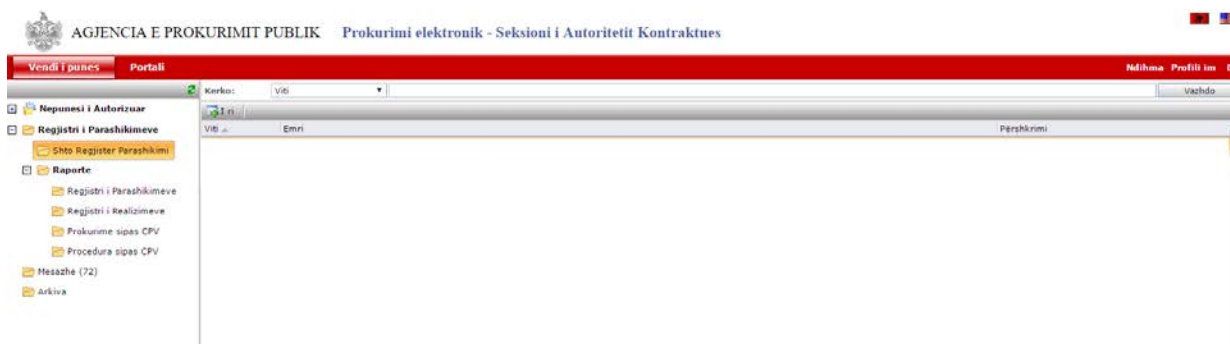 AGJENCIA E PROKURIMIT PUBLIK Prokurimi elektronik - Seksioni i Autoritetit Kontraktues
Vendi i punes Portali Ndihma Profili im
Kerko: Viti Vazhdo
Nepunesi i Autorizuar
I ri
Regjistri i Parashikimeve
Viti Emri Përshkrimi
Shto Regjister Parashikimi
Raporte
Regjistri i Parashikimeve
Regjistri i Realizimeve
Prokurime sipas CPV
Procedura sipas CPV
Mesazhe (72)
Arkiva